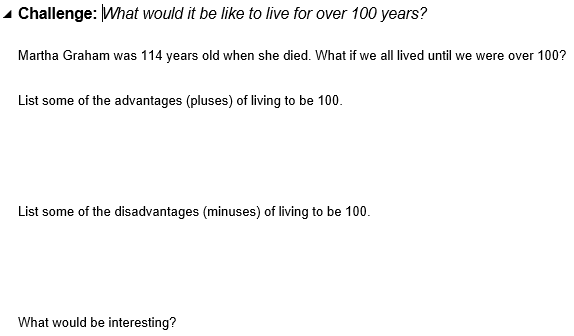 Challenge: What would it be like to live for over 100 years?
Martha Graham was 114 years old when she died. What if we all lived until we were over 100?
List some of the advantages (pluses) of living to be 100.
List some of the disadvantages (minuses) of living to be 100.
What would be interesting?